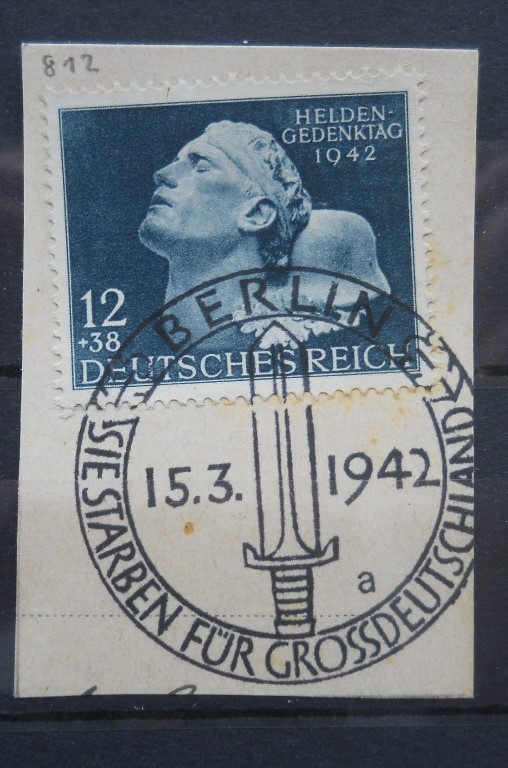 812
HELDEN-
GEDENKTAG
1942
12
+38
DEUTSCHES REICH
BERLIN
15.3. 1942
a
SIE STARBEN FÜR GROSSDEUTSCHLAND